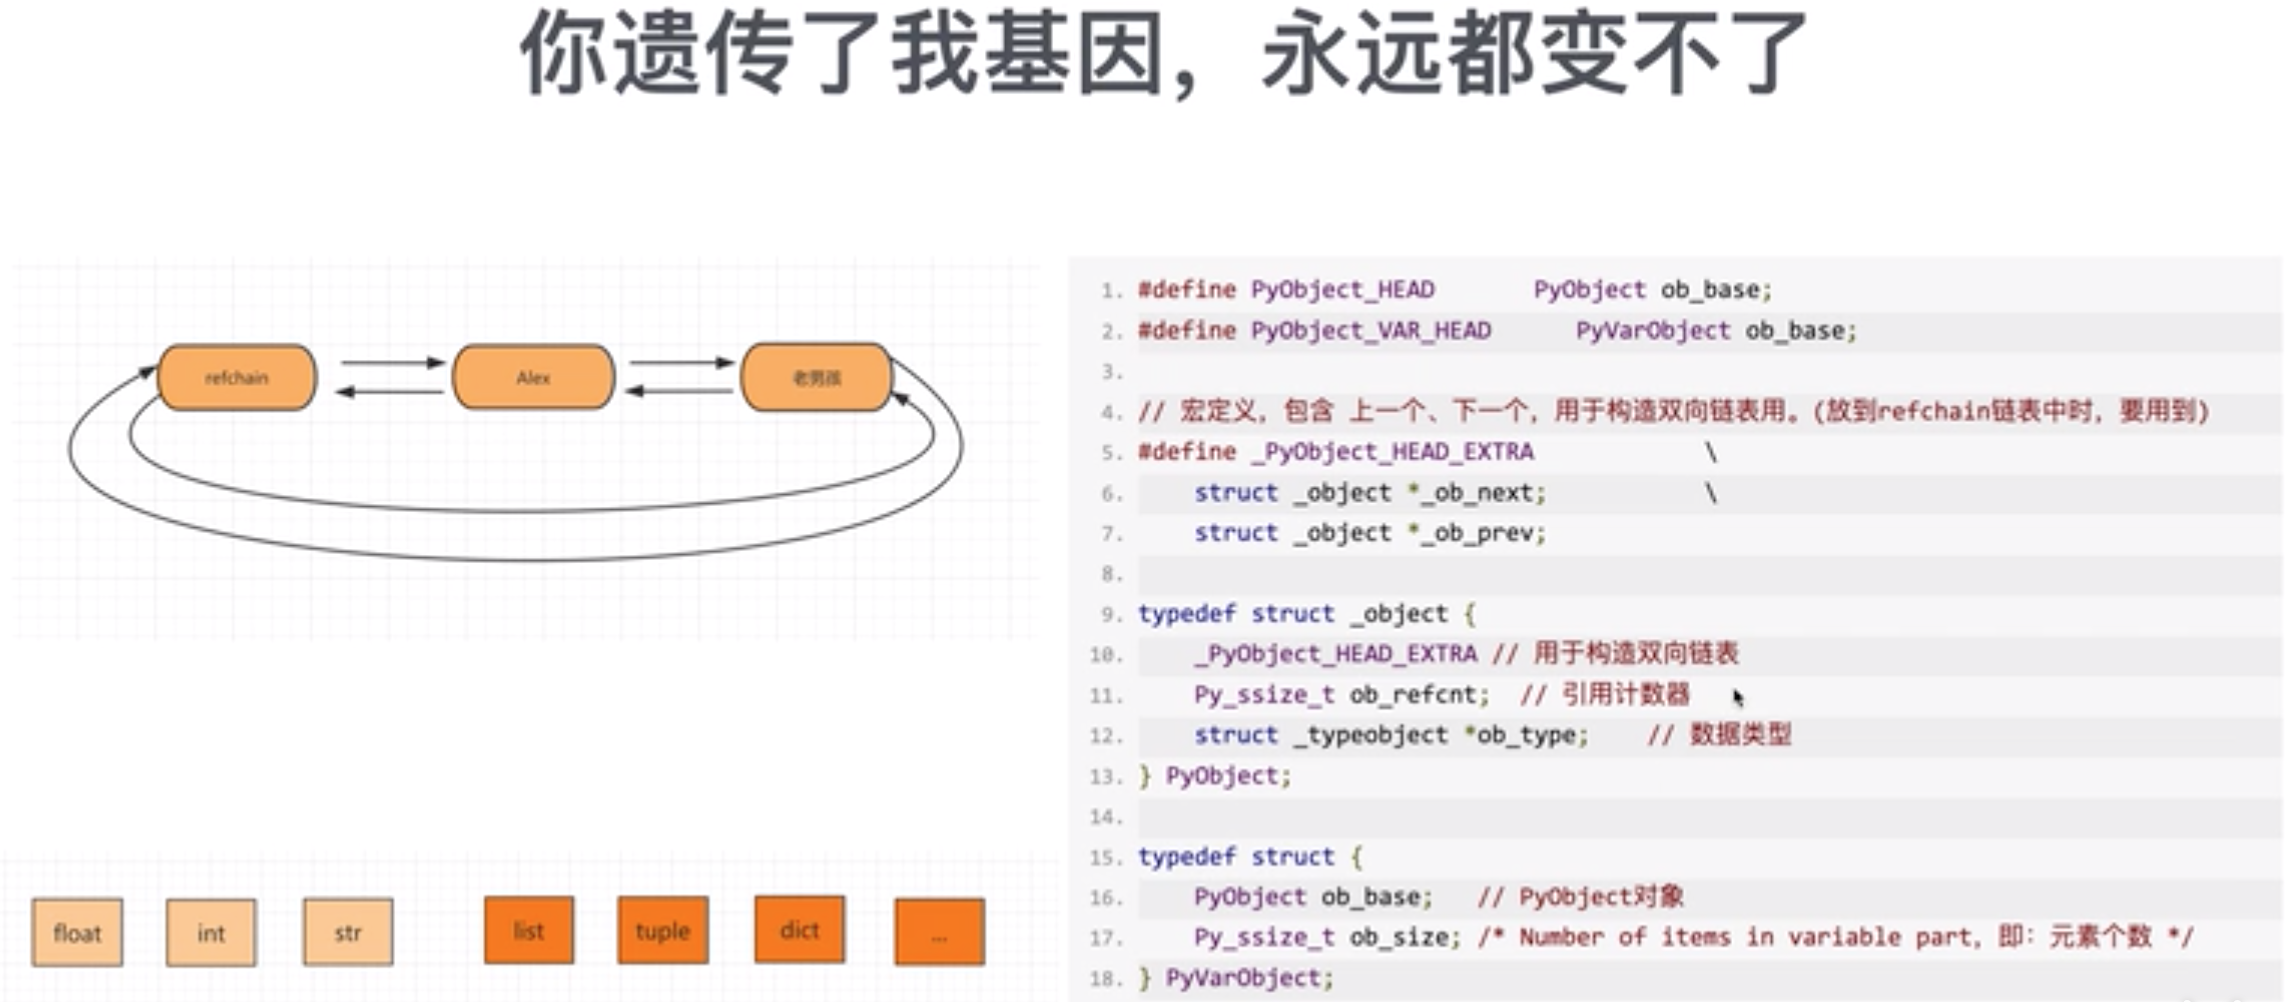 你遗传了我基因，永远都变不了
refchain
Alex
老男孩
float
int
str
list
tuple
dict
...
1. #define PyObject_HEAD       PyObject ob_base;
2. #define PyObject_VAR_HEAD      PyVarObject ob_base;
3.
4. // 宏定义，包含 上一个、下一个，用于构造双向链表用。(放到refchain链表中时，要用到)
5. #define _PyObject_HEAD_EXTRA            \
6.     struct _object *_ob_next;           \
7.     struct _object *_ob_prev;
8.
9. typedef struct _object {
10.     _PyObject_HEAD_EXTRA // 用于构造双向链表
11.     Py_ssize_t ob_refcnt;  // 引用计数器
12.     struct _typeobject *ob_type;    // 数据类型
13. } PyObject;
14.
15. typedef struct {
16.     PyObject ob_base;   // PyObject对象
17.     Py_ssize_t ob_size; /* Number of items in variable part，即：元素个数 */
18. } PyVarObject;